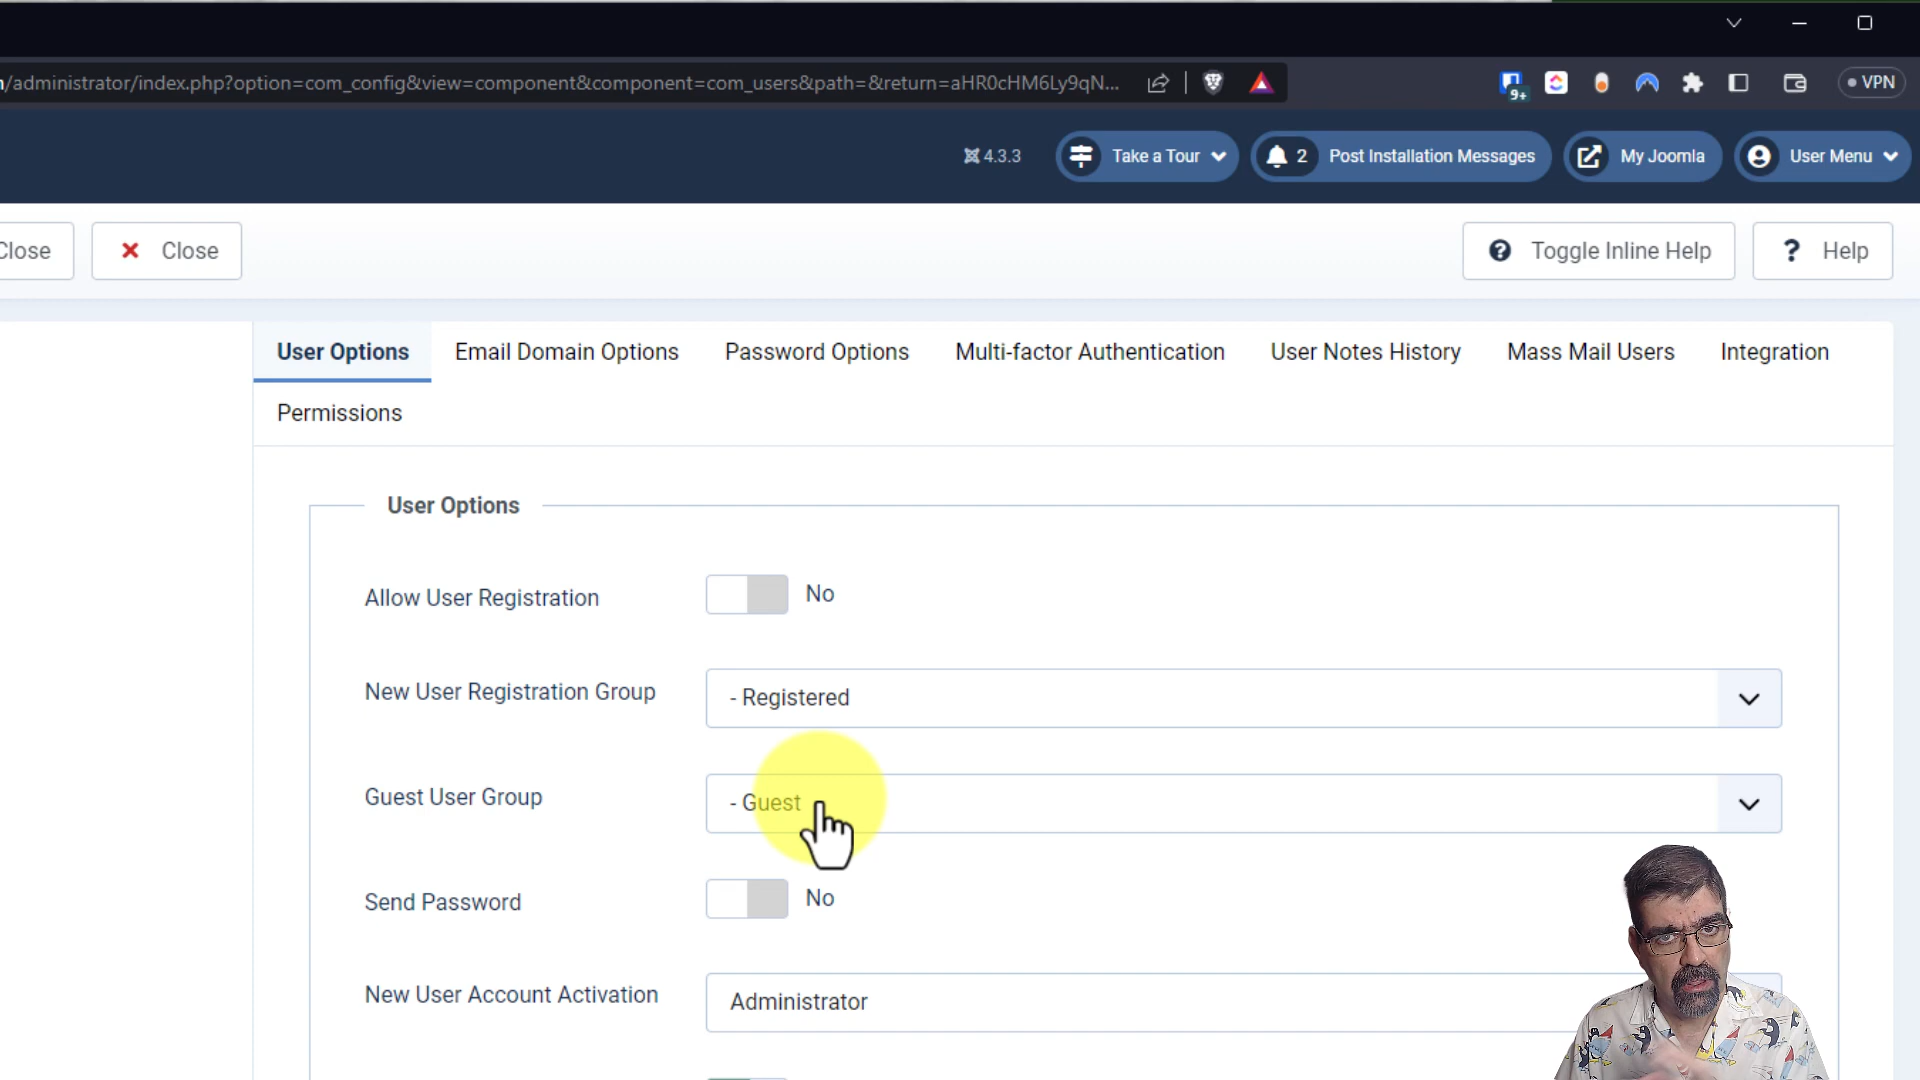 /administrator/index.php?option=com_config&view=component&component=com_users&path=&return=aHR0cHM6Ly9qN...
9+
VPN
4.3.3
Take a Tour
2
Post Installation Messages
My Joomla
User Menu
Close
Close
Toggle Inline Help
? Help
User Options
Email Domain Options
Password Options
Multi-factor Authentication
User Notes History
Mass Mail Users
Integration
Permissions
User Options
Allow User Registration
No
New User Registration Group
- Registered
Guest User Group
- Guest
Send Password
No
New User Account Activation
Administrator